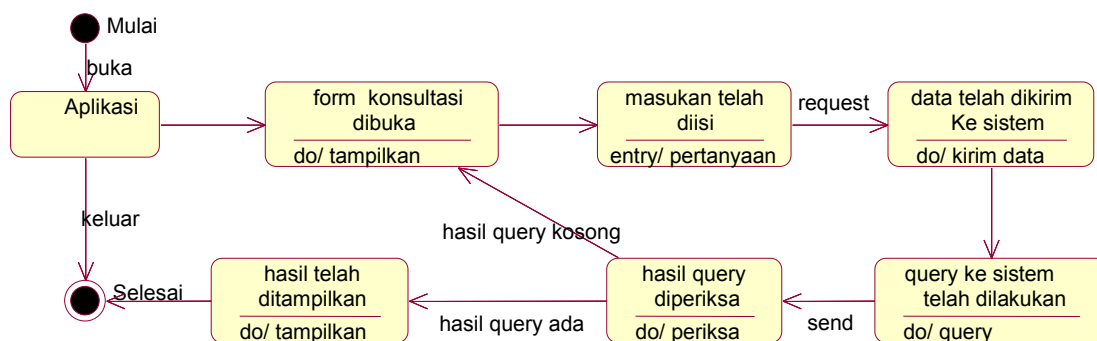 Mulai
buka
Aplikasi
form konsultasi
dibuka
do/ tampilkan
masukan telah
diisi
entry/ pertanyaan
request
data telah dikirim
Ke sistem
do/ kirim data
keluar
hasil query kosong
Selesai
hasil telah
ditampilkan
do/ tampilkan
hasil query ada
hasil query
diperiksa
do/ periksa
send
query ke sistem
telah dilakukan
do/ query